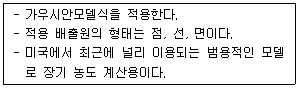 - 가우시안모델식을 적용한다.
- 적용 배출원의 형태는 점, 선, 면이다.
- 미국에서 최근에 널리 이용되는 범용적인 모델
로 장기 농도 계산용이다.